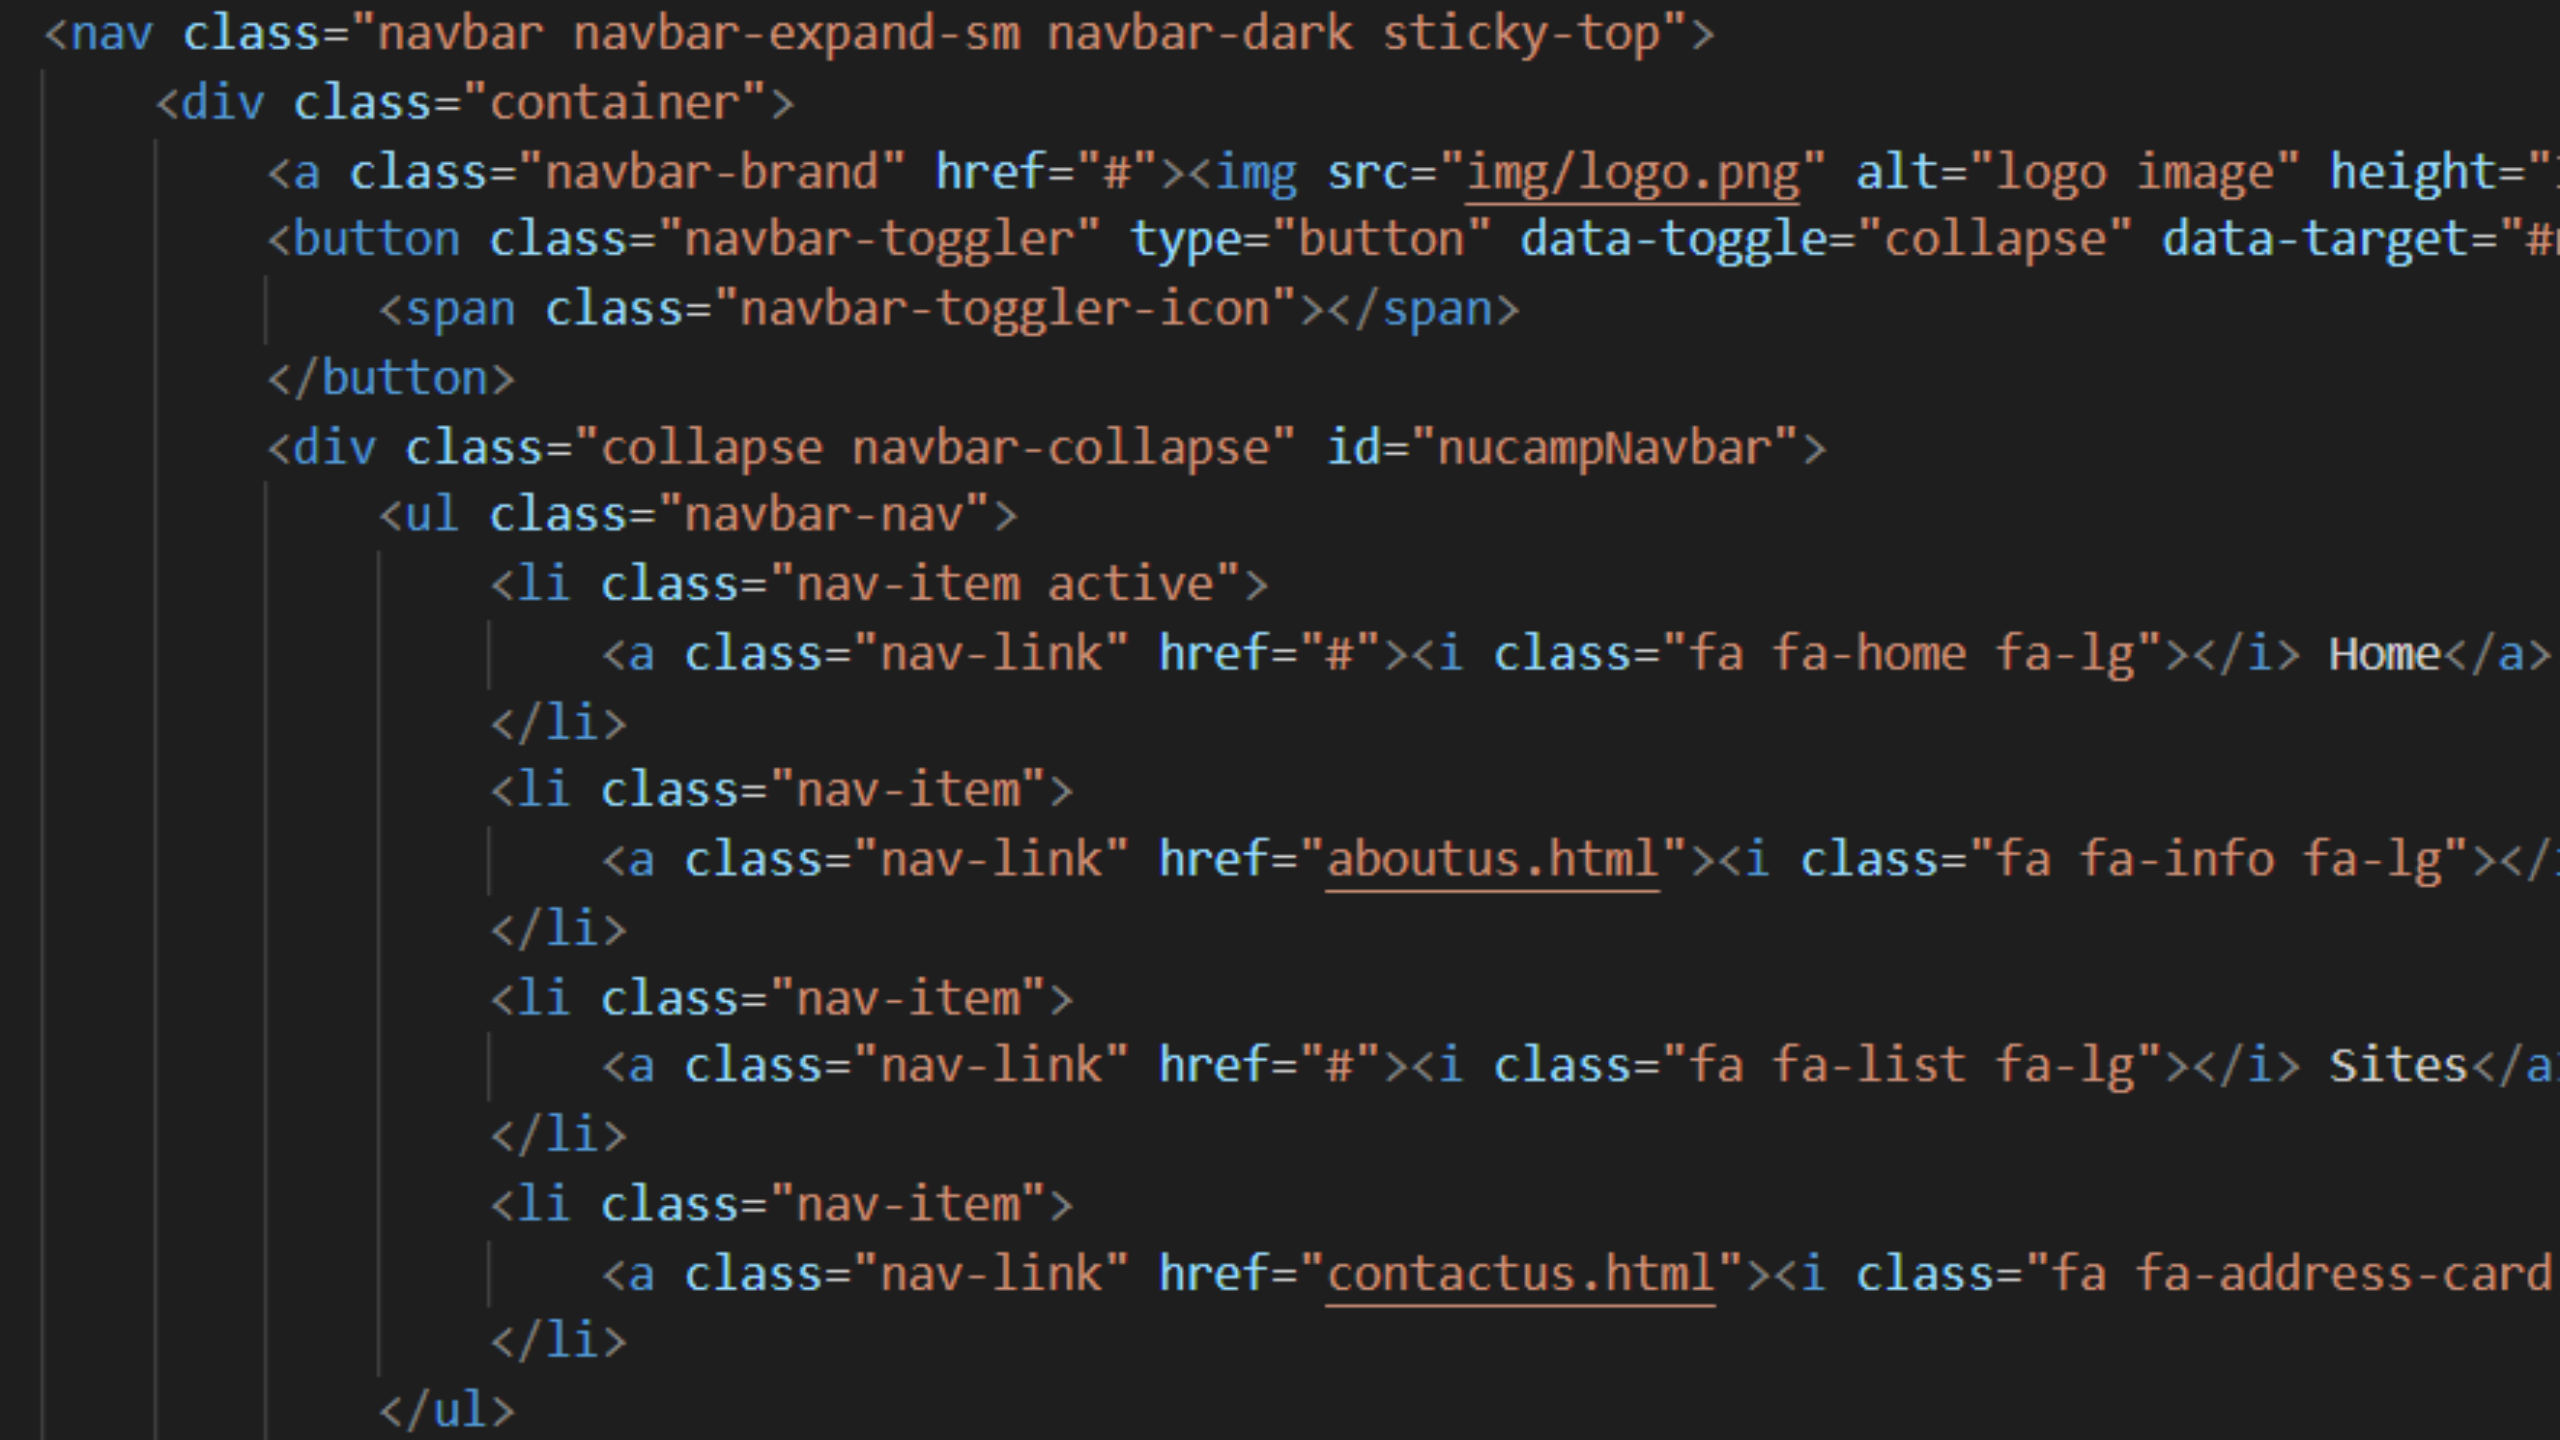 <nav class="navbar navbar-expand-sm navbar-dark sticky-top">
<div class="container">
<a class="navbar-brand" href="#"><img src="img/logo.png" alt="logo image" height="
<button class="navbar-toggler" type="button" data-toggle="collapse" data-target="#
<span class="navbar-toggler-icon"></span>
</button>
<div class="collapse navbar-collapse" id="nucampNavbar">
<ul class="navbar-nav">
<li class="nav-item active">
<a class="nav-link" href="#"><i class="fa fa-home fa-lg"></i> Home</a>
</li>
<li class="nav-item">
<a class="nav-link" href="aboutus.html"><i class="fa fa-info fa-lg"></i
</li>
<li class="nav-item">
<a class="nav-link" href="#"><i class="fa fa-list fa-lg"></i> Sites</a>
</li>
<li class="nav-item">
<a class="nav-link" href="contactus.html"><i class="fa fa-address-card
</li>
</ul>